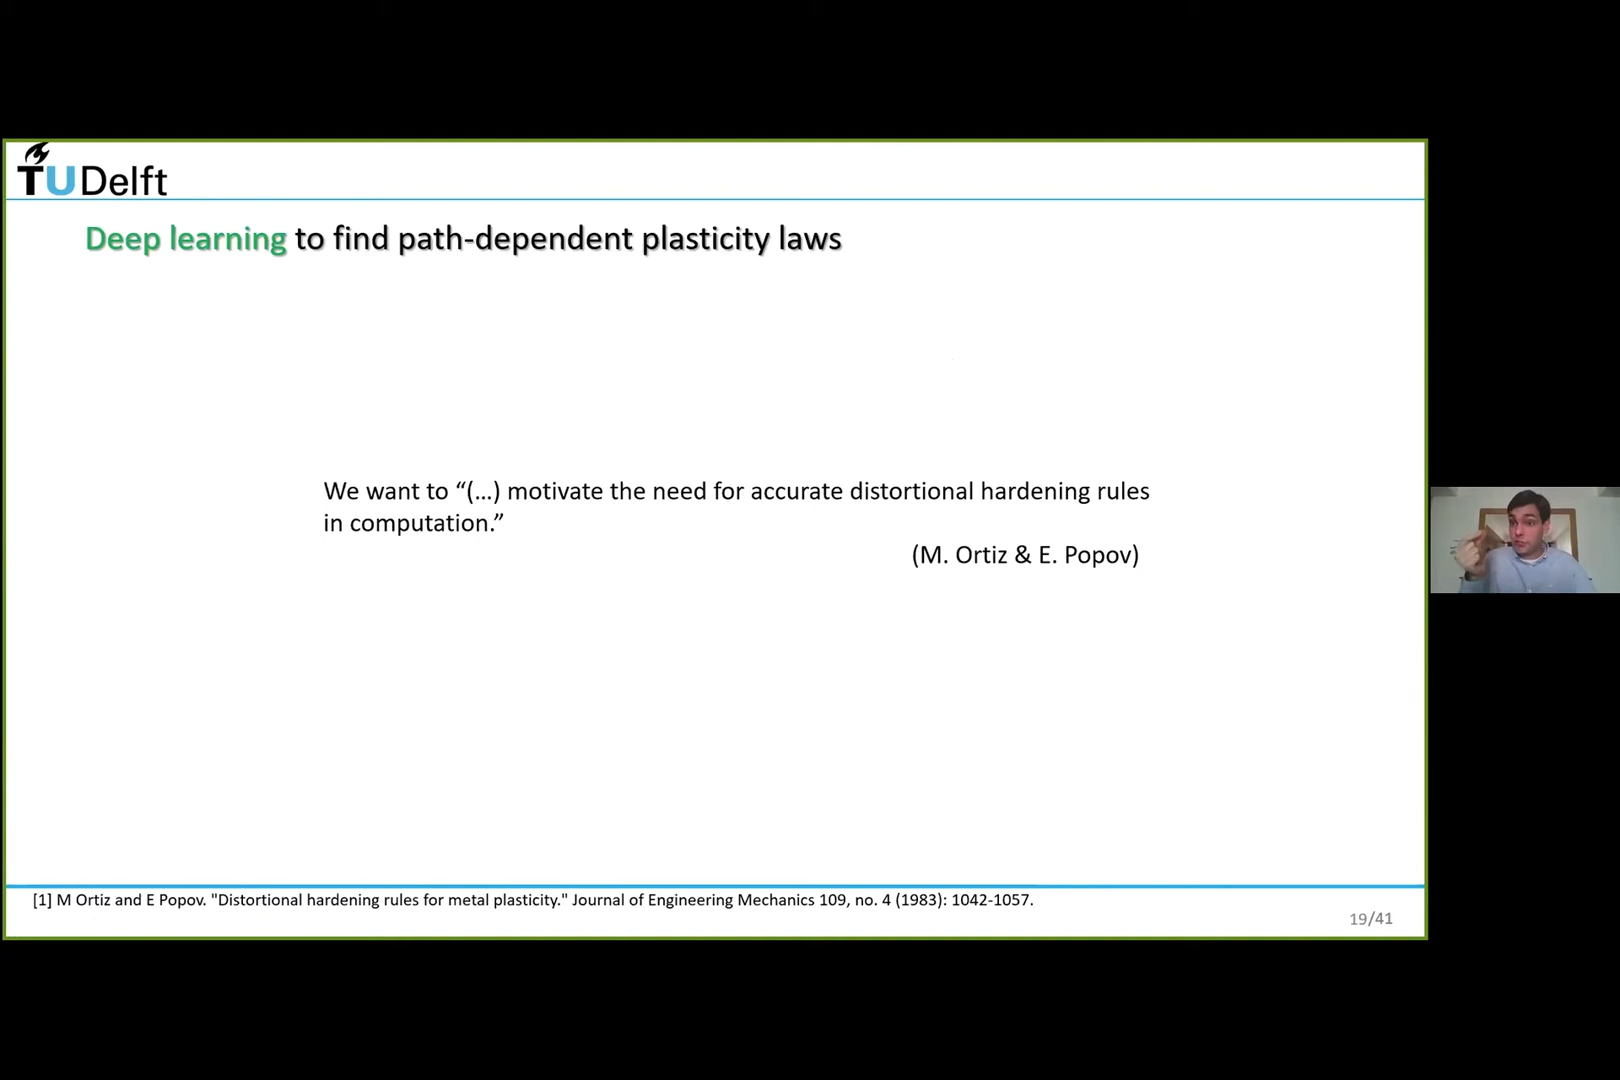 TUDelft
Deep learning to find path-dependent plasticity laws
We want to “(…) motivate the need for accurate distortional hardening rules
in computation.”
(M. Ortiz & E. Popov)
[1] M Ortiz and E Popov. "Distortional hardening rules for metal plasticity." Journal of Engineering Mechanics 109, no. 4 (1983): 1042-1057.
19/41